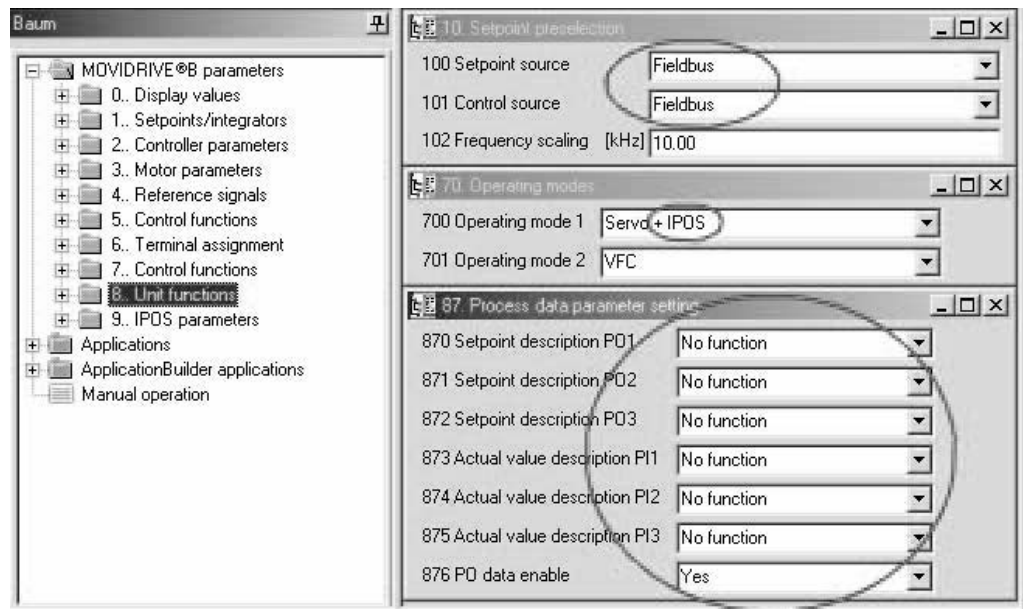 Baum
MOVIDRIVE®B parameters
0.. Display values
1.. Setpoints/integrators
2.. Controller parameters
3.. Motor parameters
4.. Reference signals
5.. Control functions
6.. Terminal assignment
7.. Control functions
8.. Unit functions
9.. IPOS parameters
Applications
ApplicationBuilder applications
Manual operation
10. Setpoint preselection
100 Setpoint source Fieldbus
101 Control source Fieldbus
102 Frequency scaling [kHz] 10.00
70. Operating modes
700 Operating mode 1 Servo + IPOS
701 Operating mode 2 VFC
87. Process data parameter setting
870 Setpoint description PO1 No function
871 Setpoint description PO2 No function
872 Setpoint description PO3 No function
873 Actual value description PI1 No function
874 Actual value description PI2 No function
875 Actual value description PI3 No function
876 PO data enable Yes